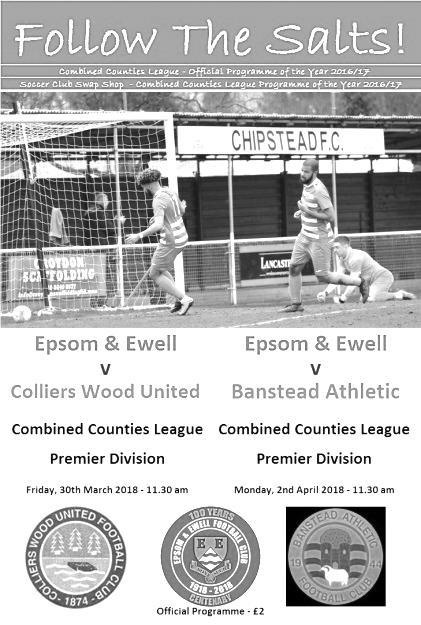 Follow The Salts!
Combined Counties League - Official Programme of the Year 2016/17
Soccer Club Swap Shop - Combined Counties League Programme of the Year 2016/17
CHIPSTEAD F.C.
CROYDON
SCAFFOLDING
LANCASTER
Epsom & Ewell
v
Colliers Wood United
Epsom & Ewell
v
Banstead Athletic
Combined Counties League
Premier Division
Combined Counties League
Premier Division
Friday, 30th March 2018 - 11.30 am
Monday, 2nd April 2018 - 11.30 am
COLLIERS WOOD UNITED FOOTBALL CLUB
- 1874 -
100 YEARS
EPSOM & EWELL FOOTBALL CLUB
E E
1918 - 2018
CENTENARY
BANSTEAD ATHLETIC
19 44
FOOTBALL CLUB
Official Programme - £2